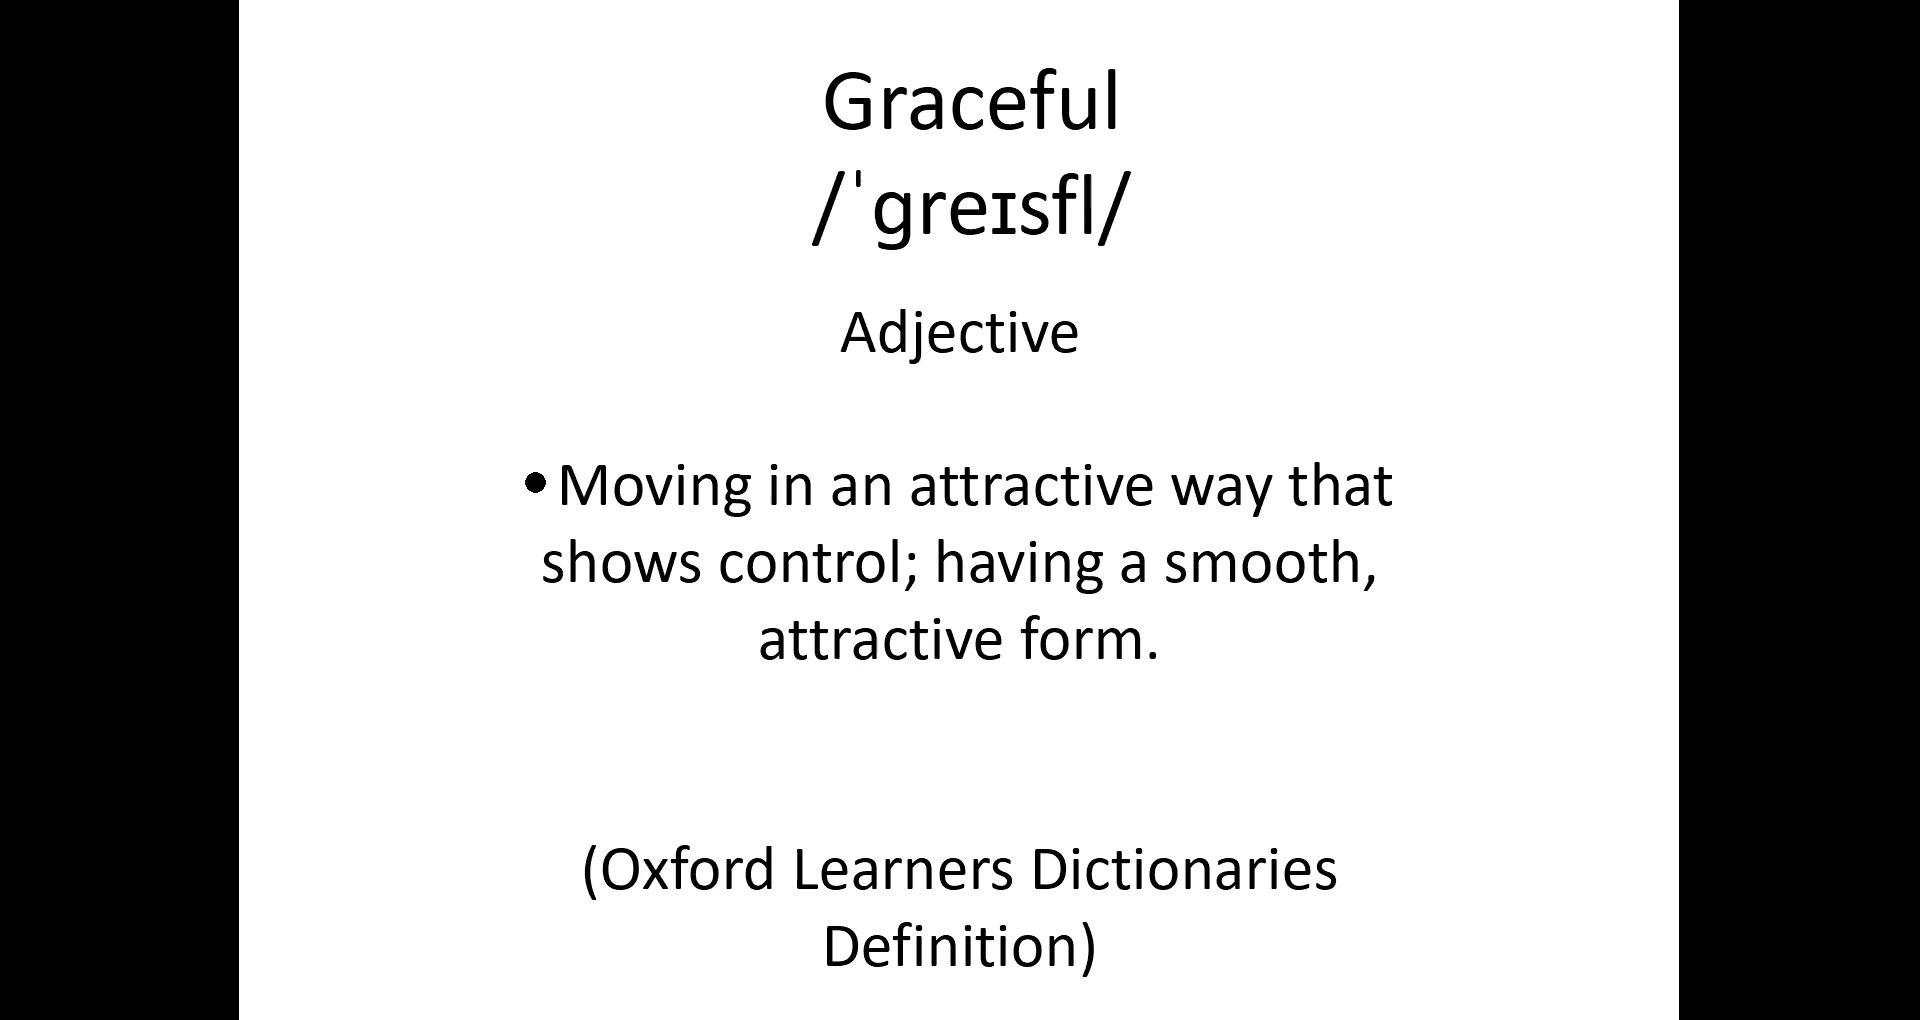 Graceful
/ˈɡreɪsfl/
Adjective
•Moving in an attractive way that
shows control; having a smooth,
attractive form.
(Oxford Learners Dictionaries
Definition)